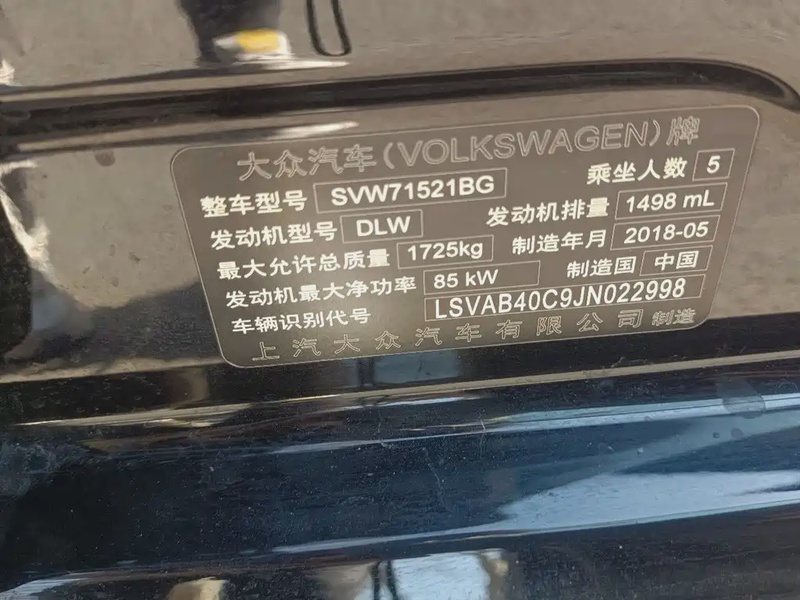 大众汽车(VOLKSWAGEN)牌
整车型号 SVW71521BG 乘坐人数 5
发动机型号 DLW 发动机排量 1498 mL
最大允许总质量 1725kg 制造年月 2018-05
发动机最大净功率 85 kW 制造国 中国
车辆识别代号 LSVAB40C9JN022998
上汽大众汽车有限公司制造